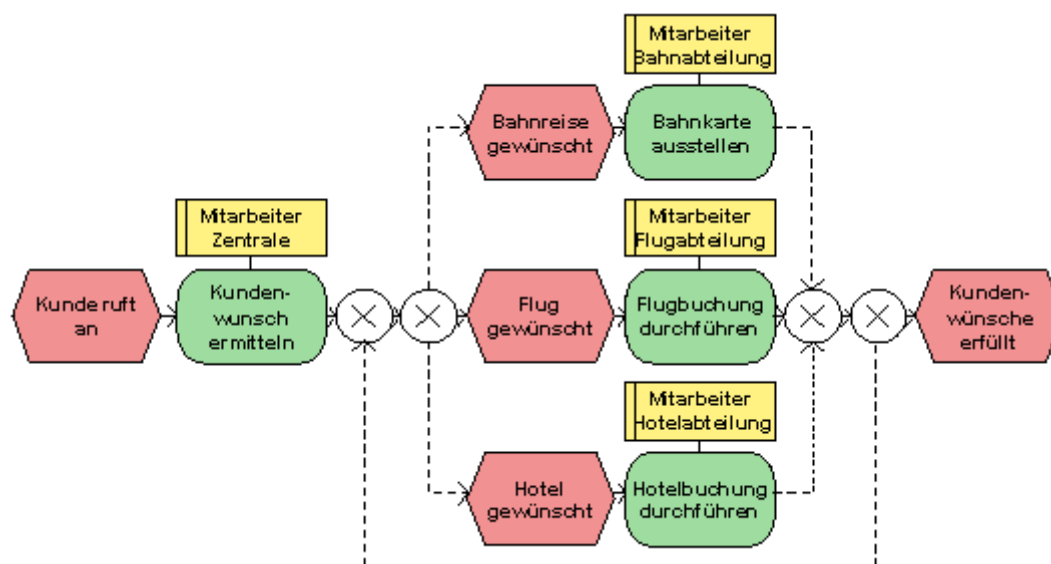 Mitarbeiter
Bahnabteilung
Bahnreise
gewünscht
Bahnkarte
ausstellen
Mitarbeiter
Zentrale
Mitarbeiter
Flugabteilung
Kunde ruft
an
Kunden-
wunsch
ermitteln
Flug
gewünscht
Flugbuchung
durchführen
Kunden-
wünsche
erfüllt
Mitarbeiter
Hotelabteilung
Hotel
gewünscht
Hotelbuchung
durchführen